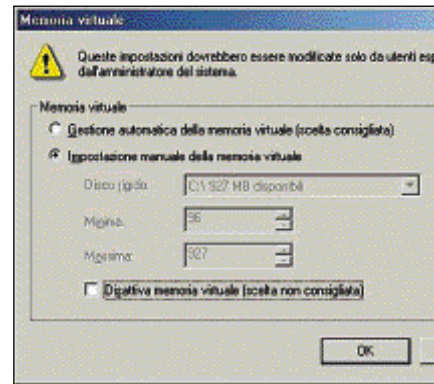 Memoria virtuale
Queste impostazioni dovrebbero essere modificate solo da utenti esp
dall'amministratore del sistema.
Memoria virtuale
Gestione automatica della memoria virtuale (scelta consigliata)
Impostazione manuale della memoria virtuale
Disco rigido: C:\ 927 MB disponibili
Minima: 96
Massima: 927
Disattiva memoria virtuale (scelta non consigliata)
OK